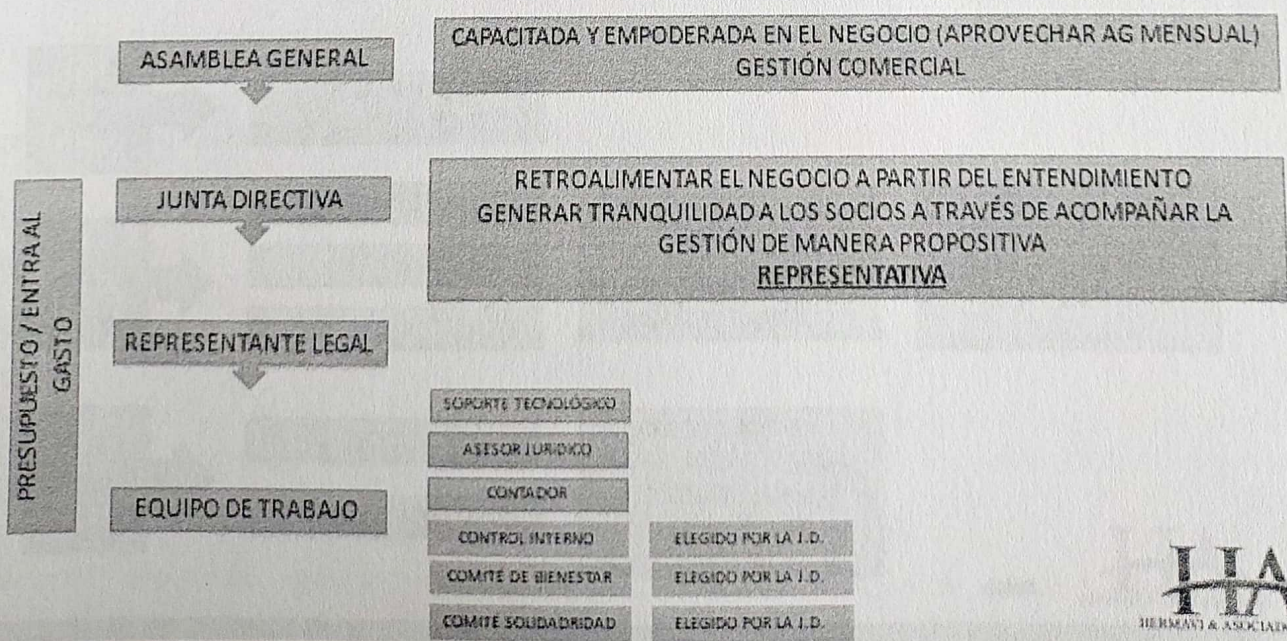 ASAMBLEA GENERAL
CAPACITADA Y EMPODERADA EN EL NEGOCIO (APROVECHAR AG MENSUAL)
GESTIÓN COMERCIAL
PRESUPUESTO / ENTRA AL
GASTO
JUNTA DIRECTIVA
RETROALIMENTAR EL NEGOCIO A PARTIR DEL ENTENDIMIENTO
GENERAR TRANQUILIDAD A LOS SOCIOS A TRAVÉS DE ACOMPAÑAR LA
GESTIÓN DE MANERA PROPOSITIVA
REPRESENTATIVA
REPRESENTANTE LEGAL
EQUIPO DE TRABAJO
SOPORTE TECNOLÓGICO
ASESOR JURIDICO
CONTADOR
CONTROL INTERNO
ELEGIDO POR LA J.D.
COMITÉ DE BIENESTAR
ELEGIDO POR LA J.D.
COMITÉ SOLIDADRIDAD
ELEGIDO POR LA J.D.
HA
HERMAVI & ASOCIAD